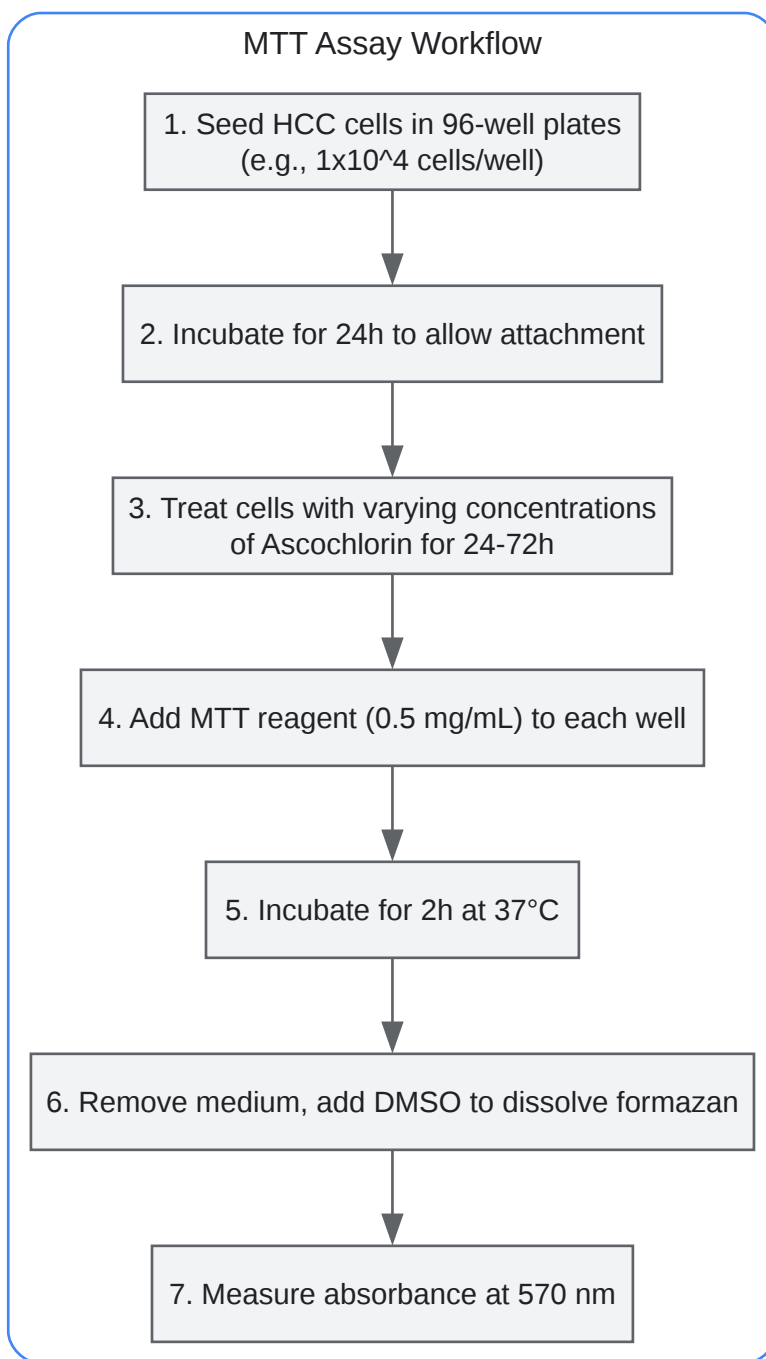 MTT Assay Workflow
1. Seed HCC cells in 96-well plates
(e.g., 1x10^4 cells/well)
2. Incubate for 24h to allow attachment
3. Treat cells with varying concentrations
of Ascochlorin for 24-72h
4. Add MTT reagent (0.5 mg/mL) to each well
5. Incubate for 2h at 37°C
6. Remove medium, add DMSO to dissolve formazan
7. Measure absorbance at 570 nm